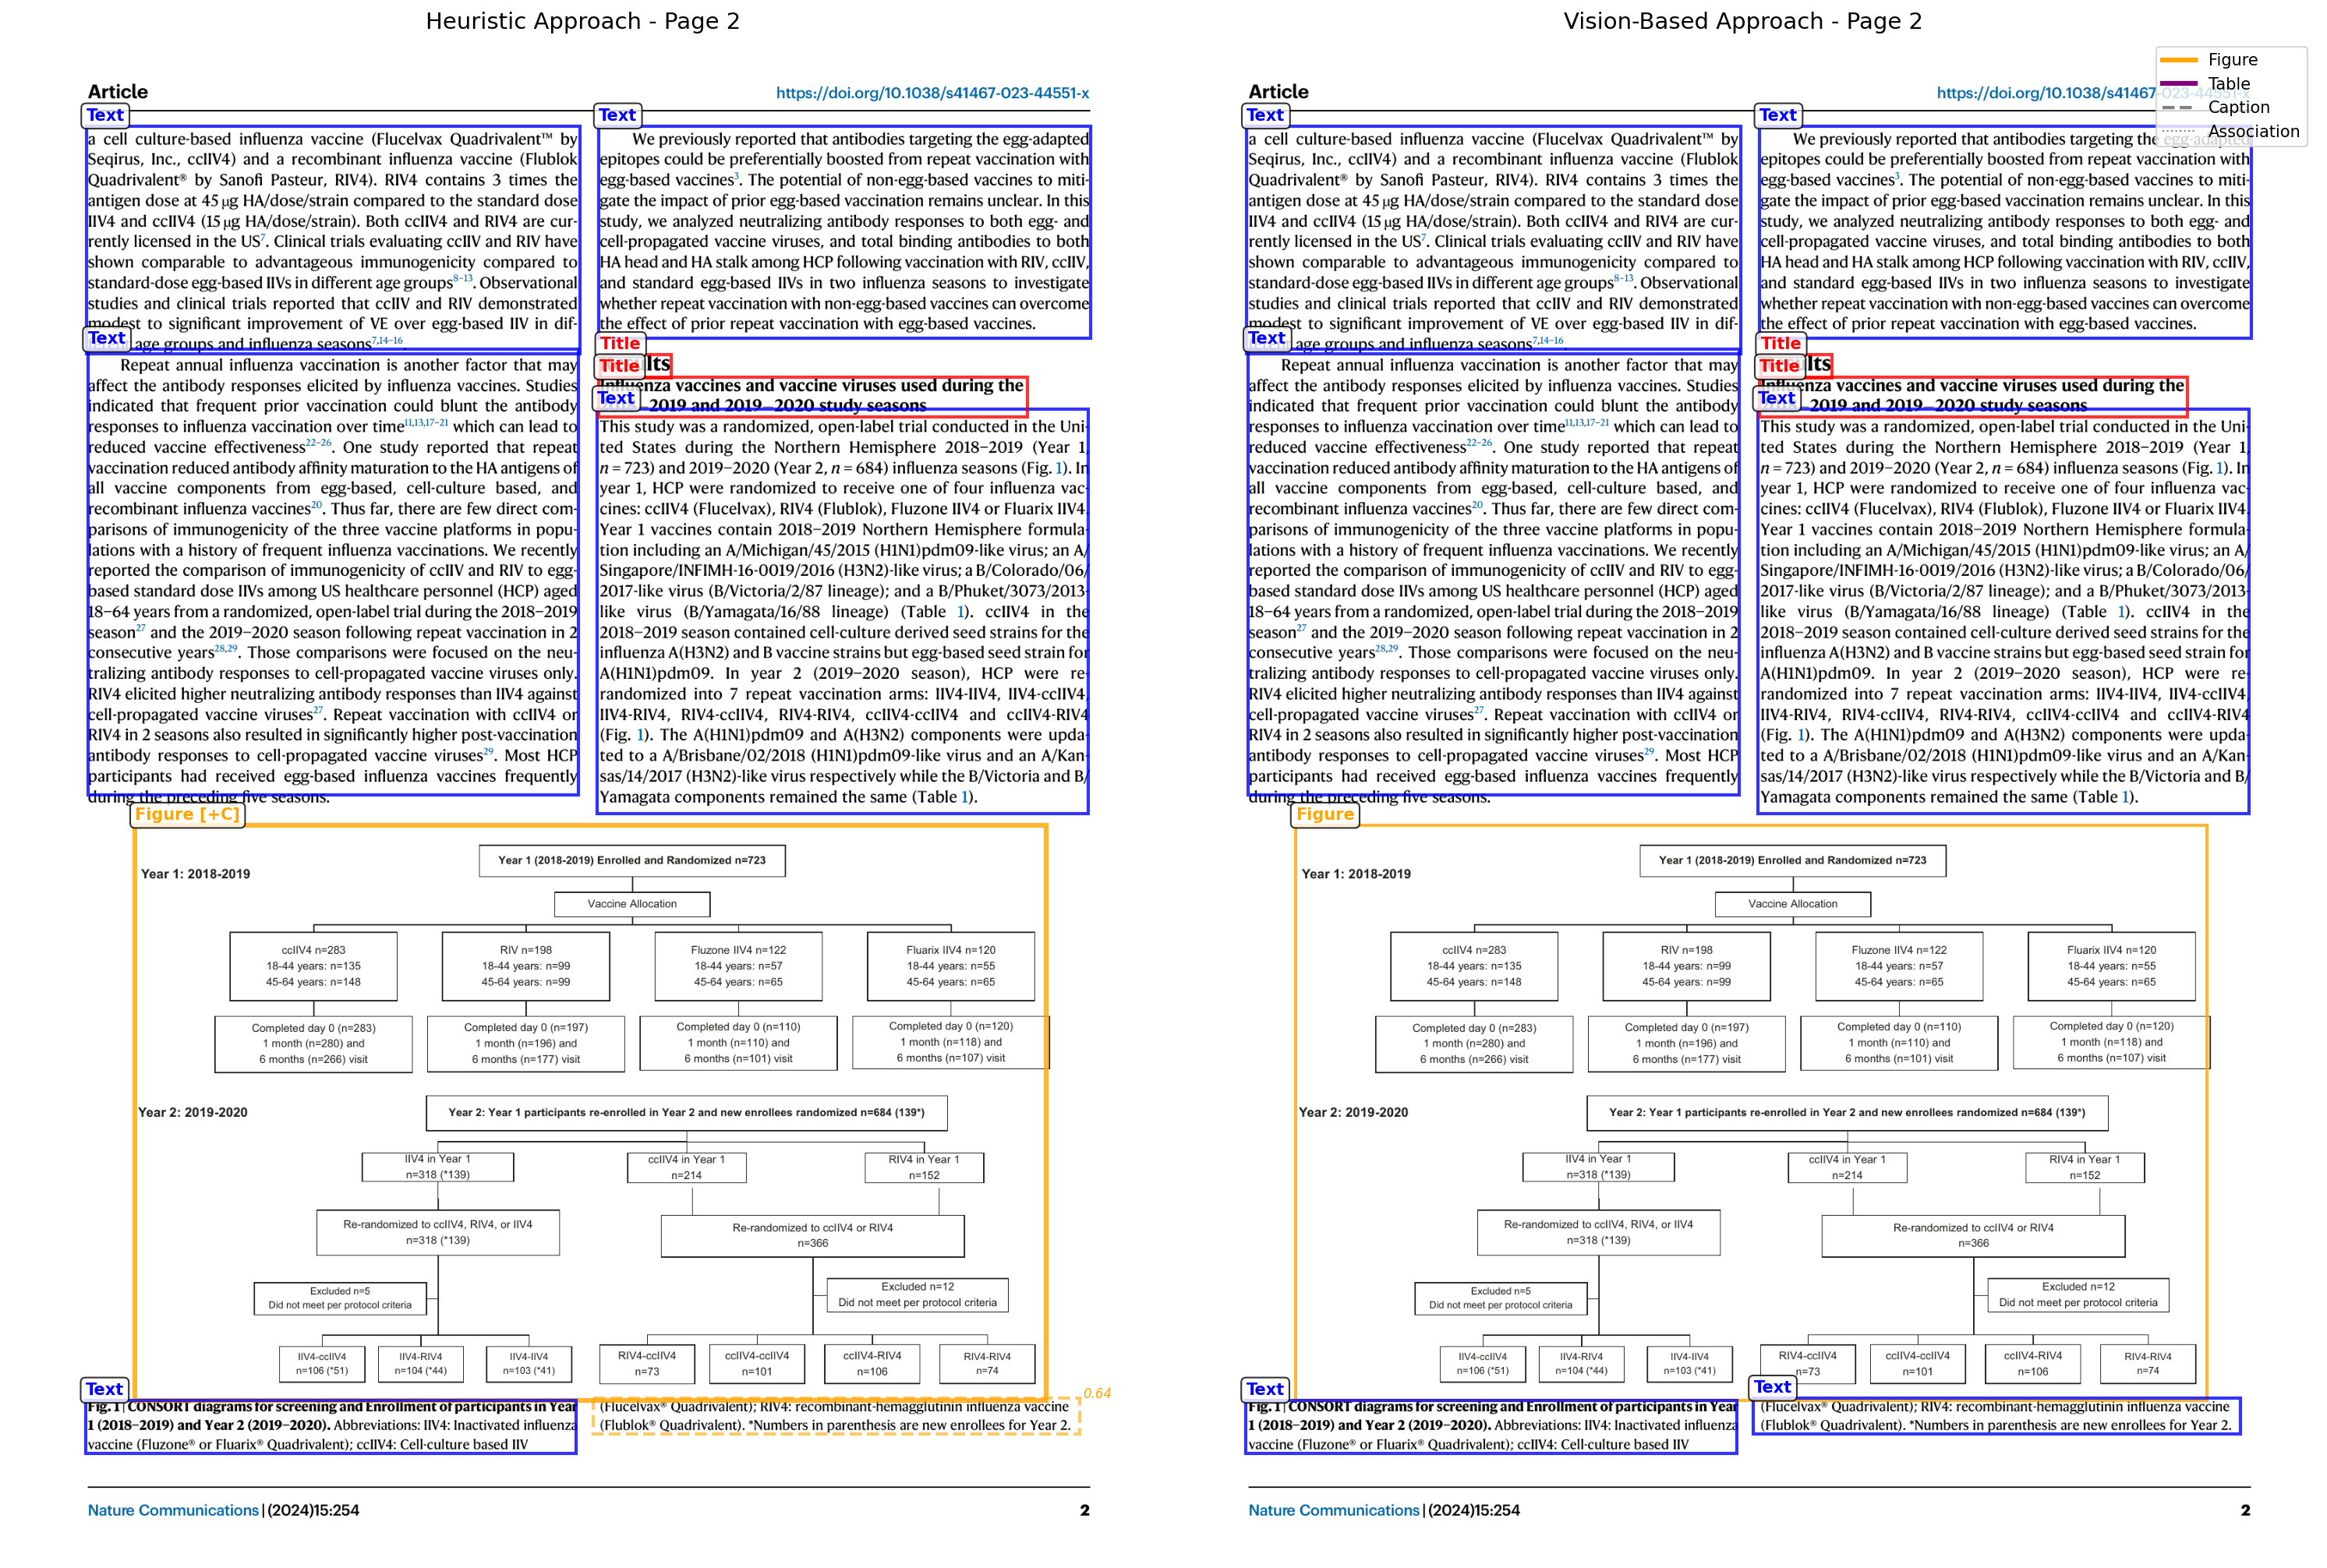 Heuristic Approach - Page 2
Article
https://doi.org/10.1038/s41467-023-44551-x
Text
a cell culture-based influenza vaccine (Flucelvax Quadrivalent™ by
Seqirus, Inc., ccIIV4) and a recombinant influenza vaccine (Flublok
Quadrivalent® by Sanofi Pasteur, RIV4). RIV4 contains 3 times the
antigen dose at 45 μg HA/dose/strain compared to the standard dose
IIV4 and ccIIV4 (15 μg HA/dose/strain). Both ccIIV4 and RIV4 are cur-
rently licensed in the US7. Clinical trials evaluating ccIIV and RIV have
shown comparable to advantageous immunogenicity compared to
standard-dose egg-based IIVs in different age groups8–13. Observational
studies and clinical trials reported that ccIIV and RIV demonstrated
modest to significant improvement of VE over egg-based IIV in dif-
age groups and influenza seasons7,14–16.
Text
Repeat annual influenza vaccination is another factor that may
affect the antibody responses elicited by influenza vaccines. Studies
indicated that frequent prior vaccination could blunt the antibody
responses to influenza vaccination over time11,13,17–21 which can lead to
reduced vaccine effectiveness22–26. One study reported that repeat
vaccination reduced antibody affinity maturation to the HA antigens of
all vaccine components from egg-based, cell-culture based, and
recombinant influenza vaccines20. Thus far, there are few direct com-
parisons of immunogenicity of the three vaccine platforms in popu-
lations with a history of frequent influenza vaccinations. We recently
reported the comparison of immunogenicity of ccIIV and RIV to egg-
based standard dose IIVs among US healthcare personnel (HCP) aged
18–64 years from a randomized, open-label trial during the 2018–2019
season27 and the 2019–2020 season following repeat vaccination in 2
consecutive years28,29. Those comparisons were focused on the neu-
tralizing antibody responses to cell-propagated vaccine viruses only.
RIV4 elicited higher neutralizing antibody responses than IIV4 against
cell-propagated vaccine viruses27. Repeat vaccination with ccIIV4 or
RIV4 in 2 seasons also resulted in significantly higher post-vaccination
antibody responses to cell-propagated vaccine viruses29. Most HCP
participants had received egg-based influenza vaccines frequently
during the preceding five seasons.
Text
We previously reported that antibodies targeting the egg-adapted
epitopes could be preferentially boosted from repeat vaccination with
egg-based vaccines3. The potential of non-egg-based vaccines to miti-
gate the impact of prior egg-based vaccination remains unclear. In this
study, we analyzed neutralizing antibody responses to both egg- and
cell-propagated vaccine viruses, and total binding antibodies to both
HA head and HA stalk among HCP following vaccination with RIV, ccIIV,
and standard egg-based IIVs in two influenza seasons to investigate
whether repeat vaccination with non-egg-based vaccines can overcome
the effect of prior repeat vaccination with egg-based vaccines.
Title
Title lts
Influenza vaccines and vaccine viruses used during the
Text 2019 and 2019–2020 study seasons
This study was a randomized, open-label trial conducted in the Uni-
ted States during the Northern Hemisphere 2018–2019 (Year 1,
n = 723) and 2019–2020 (Year 2, n = 684) influenza seasons (Fig. 1). In
year 1, HCP were randomized to receive one of four influenza vac-
cines: ccIIV4 (Flucelvax), RIV4 (Flublok), Fluzone IIV4 or Fluarix IIV4.
Year 1 vaccines contain 2018–2019 Northern Hemisphere formula-
tion including an A/Michigan/45/2015 (H1N1)pdm09-like virus; an A/
Singapore/INFIMH-16-0019/2016 (H3N2)-like virus; a B/Colorado/06/
2017-like virus (B/Victoria/2/87 lineage); and a B/Phuket/3073/2013-
like virus (B/Yamagata/16/88 lineage) (Table 1). ccIIV4 in the
2018–2019 season contained cell-culture derived seed strains for the
influenza A(H3N2) and B vaccine strains but egg-based seed strain for
A(H1N1)pdm09. In year 2 (2019–2020 season), HCP were re-
randomized into 7 repeat vaccination arms: IIV4-IIV4, IIV4-ccIIV4,
IIV4-RIV4, RIV4-ccIIV4, RIV4-RIV4, ccIIV4-ccIIV4 and ccIIV4-RIV4
(Fig. 1). The A(H1N1)pdm09 and A(H3N2) components were upda-
ted to a A/Brisbane/02/2018 (H1N1)pdm09-like virus and an A/Kan-
sas/14/2017 (H3N2)-like virus respectively while the B/Victoria and B/
Yamagata components remained the same (Table 1).
Figure [+C]
Year 1 (2018-2019) Enrolled and Randomized n=723
Year 1: 2018-2019
Vaccine Allocation
ccIIV4 n=283
18-44 years: n=135
45-64 years: n=148
RIV n=198
18-44 years: n=99
45-64 years: n=99
Fluzone IIV4 n=122
18-44 years: n=57
45-64 years: n=65
Fluarix IIV4 n=120
18-44 years: n=55
45-64 years: n=65
Completed day 0 (n=283)
1 month (n=280) and
6 months (n=266) visit
Completed day 0 (n=197)
1 month (n=196) and
6 months (n=177) visit
Completed day 0 (n=110)
1 month (n=110) and
6 months (n=101) visit
Completed day 0 (n=120)
1 month (n=118) and
6 months (n=107) visit
Year 2: 2019-2020
Year 2: Year 1 participants re-enrolled in Year 2 and new enrollees randomized n=684 (139*)
IIV4 in Year 1
n=318 (*139)
ccIIV4 in Year 1
n=214
RIV4 in Year 1
n=152
Re-randomized to ccIIV4, RIV4, or IIV4
n=318 (*139)
Re-randomized to ccIIV4 or RIV4
n=366
Excluded n=5
Did not meet per protocol criteria
Excluded n=12
Did not meet per protocol criteria
IIV4-ccIIV4
n=106 (*51)
IIV4-RIV4
n=104 (*44)
IIV4-IIV4
n=103 (*41)
RIV4-ccIIV4
n=73
ccIIV4-ccIIV4
n=101
ccIIV4-RIV4
n=106
RIV4-RIV4
n=74
Text
Fig. 1 | CONSORT diagrams for screening and Enrollment of participants in Year
1 (2018–2019) and Year 2 (2019–2020). Abbreviations: IIV4: Inactivated influenza
vaccine (Fluzone® or Fluarix® Quadrivalent); ccIIV4: Cell-culture based IIV
0.64
(Flucelvax® Quadrivalent); RIV4: recombinant-hemagglutinin influenza vaccine
(Flublok® Quadrivalent). *Numbers in parenthesis are new enrollees for Year 2.
Nature Communications | (2024)15:254
2
Vision-Based Approach - Page 2
Figure
Table
Caption
Association
Article
https://doi.org/10.1038/s41467-023-44551-x
Text
a cell culture-based influenza vaccine (Flucelvax Quadrivalent™ by
Seqirus, Inc., ccIIV4) and a recombinant influenza vaccine (Flublok
Quadrivalent® by Sanofi Pasteur, RIV4). RIV4 contains 3 times the
antigen dose at 45 μg HA/dose/strain compared to the standard dose
IIV4 and ccIIV4 (15 μg HA/dose/strain). Both ccIIV4 and RIV4 are cur-
rently licensed in the US7. Clinical trials evaluating ccIIV and RIV have
shown comparable to advantageous immunogenicity compared to
standard-dose egg-based IIVs in different age groups8–13. Observational
studies and clinical trials reported that ccIIV and RIV demonstrated
modest to significant improvement of VE over egg-based IIV in dif-
age groups and influenza seasons7,14–16.
Text
Repeat annual influenza vaccination is another factor that may
affect the antibody responses elicited by influenza vaccines. Studies
indicated that frequent prior vaccination could blunt the antibody
responses to influenza vaccination over time11,13,17–21 which can lead to
reduced vaccine effectiveness22–26. One study reported that repeat
vaccination reduced antibody affinity maturation to the HA antigens of
all vaccine components from egg-based, cell-culture based, and
recombinant influenza vaccines20. Thus far, there are few direct com-
parisons of immunogenicity of the three vaccine platforms in popu-
lations with a history of frequent influenza vaccinations. We recently
reported the comparison of immunogenicity of ccIIV and RIV to egg-
based standard dose IIVs among US healthcare personnel (HCP) aged
18–64 years from a randomized, open-label trial during the 2018–2019
season27 and the 2019–2020 season following repeat vaccination in 2
consecutive years28,29. Those comparisons were focused on the neu-
tralizing antibody responses to cell-propagated vaccine viruses only.
RIV4 elicited higher neutralizing antibody responses than IIV4 against
cell-propagated vaccine viruses27. Repeat vaccination with ccIIV4 or
RIV4 in 2 seasons also resulted in significantly higher post-vaccination
antibody responses to cell-propagated vaccine viruses29. Most HCP
participants had received egg-based influenza vaccines frequently
during the preceding five seasons.
Text
We previously reported that antibodies targeting the egg-adapted
epitopes could be preferentially boosted from repeat vaccination with
egg-based vaccines3. The potential of non-egg-based vaccines to miti-
gate the impact of prior egg-based vaccination remains unclear. In this
study, we analyzed neutralizing antibody responses to both egg- and
cell-propagated vaccine viruses, and total binding antibodies to both
HA head and HA stalk among HCP following vaccination with RIV, ccIIV,
and standard egg-based IIVs in two influenza seasons to investigate
whether repeat vaccination with non-egg-based vaccines can overcome
the effect of prior repeat vaccination with egg-based vaccines.
Title
Title lts
Influenza vaccines and vaccine viruses used during the
Text 2019 and 2019–2020 study seasons
This study was a randomized, open-label trial conducted in the Uni-
ted States during the Northern Hemisphere 2018–2019 (Year 1,
n = 723) and 2019–2020 (Year 2, n = 684) influenza seasons (Fig. 1). In
year 1, HCP were randomized to receive one of four influenza vac-
cines: ccIIV4 (Flucelvax), RIV4 (Flublok), Fluzone IIV4 or Fluarix IIV4.
Year 1 vaccines contain 2018–2019 Northern Hemisphere formula-
tion including an A/Michigan/45/2015 (H1N1)pdm09-like virus; an A/
Singapore/INFIMH-16-0019/2016 (H3N2)-like virus; a B/Colorado/06/
2017-like virus (B/Victoria/2/87 lineage); and a B/Phuket/3073/2013-
like virus (B/Yamagata/16/88 lineage) (Table 1). ccIIV4 in the
2018–2019 season contained cell-culture derived seed strains for the
influenza A(H3N2) and B vaccine strains but egg-based seed strain for
A(H1N1)pdm09. In year 2 (2019–2020 season), HCP were re-
randomized into 7 repeat vaccination arms: IIV4-IIV4, IIV4-ccIIV4,
IIV4-RIV4, RIV4-ccIIV4, RIV4-RIV4, ccIIV4-ccIIV4 and ccIIV4-RIV4
(Fig. 1). The A(H1N1)pdm09 and A(H3N2) components were upda-
ted to a A/Brisbane/02/2018 (H1N1)pdm09-like virus and an A/Kan-
sas/14/2017 (H3N2)-like virus respectively while the B/Victoria and B/
Yamagata components remained the same (Table 1).
Figure
Year 1 (2018-2019) Enrolled and Randomized n=723
Year 1: 2018-2019
Vaccine Allocation
ccIIV4 n=283
18-44 years: n=135
45-64 years: n=148
RIV n=198
18-44 years: n=99
45-64 years: n=99
Fluzone IIV4 n=122
18-44 years: n=57
45-64 years: n=65
Fluarix IIV4 n=120
18-44 years: n=55
45-64 years: n=65
Completed day 0 (n=283)
1 month (n=280) and
6 months (n=266) visit
Completed day 0 (n=197)
1 month (n=196) and
6 months (n=177) visit
Completed day 0 (n=110)
1 month (n=110) and
6 months (n=101) visit
Completed day 0 (n=120)
1 month (n=118) and
6 months (n=107) visit
Year 2: 2019-2020
Year 2: Year 1 participants re-enrolled in Year 2 and new enrollees randomized n=684 (139*)
IIV4 in Year 1
n=318 (*139)
ccIIV4 in Year 1
n=214
RIV4 in Year 1
n=152
Re-randomized to ccIIV4, RIV4, or IIV4
n=318 (*139)
Re-randomized to ccIIV4 or RIV4
n=366
Excluded n=5
Did not meet per protocol criteria
Excluded n=12
Did not meet per protocol criteria
IIV4-ccIIV4
n=106 (*51)
IIV4-RIV4
n=104 (*44)
IIV4-IIV4
n=103 (*41)
RIV4-ccIIV4
n=73
ccIIV4-ccIIV4
n=101
ccIIV4-RIV4
n=106
RIV4-RIV4
n=74
Text
Fig. 1 | CONSORT diagrams for screening and Enrollment of participants in Year
1 (2018–2019) and Year 2 (2019–2020). Abbreviations: IIV4: Inactivated influenza
vaccine (Fluzone® or Fluarix® Quadrivalent); ccIIV4: Cell-culture based IIV
Text
(Flucelvax® Quadrivalent); RIV4: recombinant-hemagglutinin influenza vaccine
(Flublok® Quadrivalent). *Numbers in parenthesis are new enrollees for Year 2.
Nature Communications | (2024)15:254
2